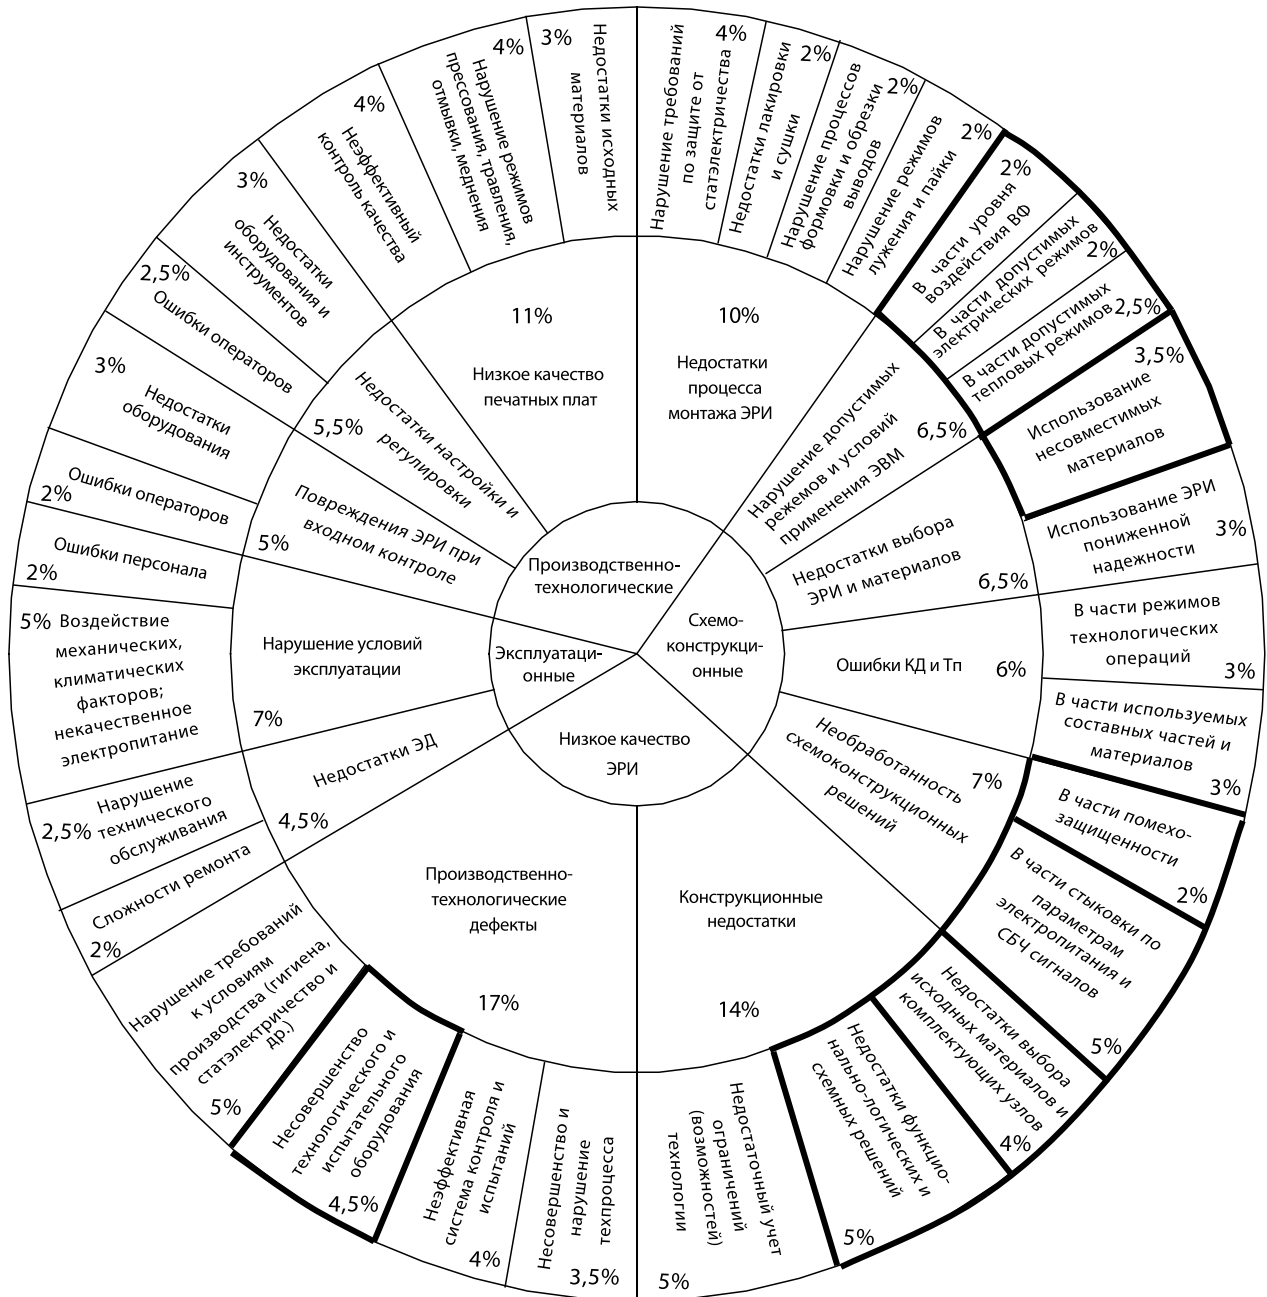 Производственно-
технологические
Схемо-
конструкци-
онные
Низкое качество
ЭРИ
Эксплуатаци-
онные
10%
Недостатки
процесса
монтажа ЭРИ
Нарушение допустимых
режемов и условий
применения ЭВМ
6,5%
Недостатки выбора
ЭРИ и материалов
6,5%
Ошибки КД и Тп
6%
Необработанность
схемоконструкционных
решений
7%
Конструкционные
недостатки
14%
Производственно-
технологические
дефекты
17%
Недостатки ЭД
4,5%
Нарушение условий
эксплуатации
7%
Повреждения ЭРИ при
входном контроле
5%
Недостатки настройки и
регулировки
5,5%
11%
Низкое качество
печатных плат
4%
Нарушение требований
по защите от
статэлектричества
2%
Недостатки лакировки
и сушки
2%
Нарушение процессов
формовки и обрезки
выводов
2%
Нарушение режимов
лужения и пайки
2%
В части уровня
воздействия ВФ
2%
В части допустимых
электрических режимов
2,5%
В части допустимых
тепловых режимов
3,5%
Использование
несовместимых
материалов
Использование ЭРИ
пониженной
надежности
3%
В части режимов
технологических
операций
3%
В части используемых
составных частей и
материалов
3%
В части помехо-
защищенности
2%
В части стыковки по
параметрам
электропитания и
СБЧ сигналов
5%
Недостатки выбора
исходных материалов и
комплектующих узлов
4%
Недостатки функцио-
нально-логических и
схемных решений
5%
Недостаточный учет
ограничений
(возможностей)
технологии
5%
Несовершенство и
нарушение
техпроцесса
3,5%
Неэффективная
система контроля и
испытаний
4%
Несовершенство
технологического и
испытательного
оборудования
4,5%
Нарушение требований
к условиям
производства (гигиена,
статэлектричество и
др.)
5%
Сложности ремонта
2%
Нарушение
технического
обслуживания
2,5%
5% Воздействие
механических,
климатических
факторов;
некачественное
электропитание
Ошибки персонала
2%
Ошибки операторов
2%
3%
Недостатки
оборудования
2,5%
Ошибки операторов
3%
Недостатки
оборудования и
инструментов
4%
Неэффективный
контроль качества
4%
Нарушение режимов
прессования, травления,
отмывки, меднения
3%
Недостатки исходных
материалов